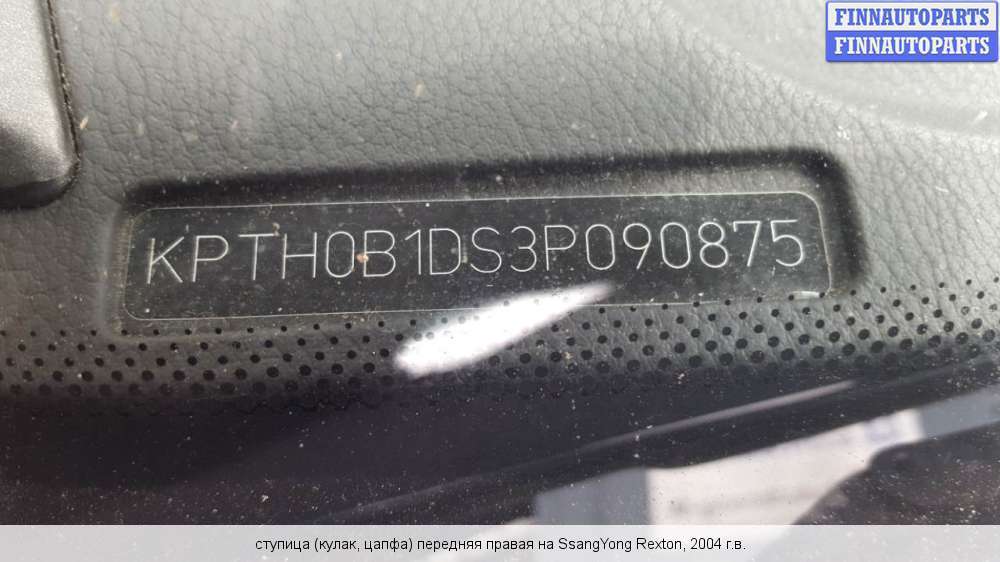 FINNAUTOPARTS
FINNAUTOPARTS
KPTH0B1DS3P090875
ступица (кулак, цапфа) передняя правая на SsangYong Rexton, 2004 г.в.